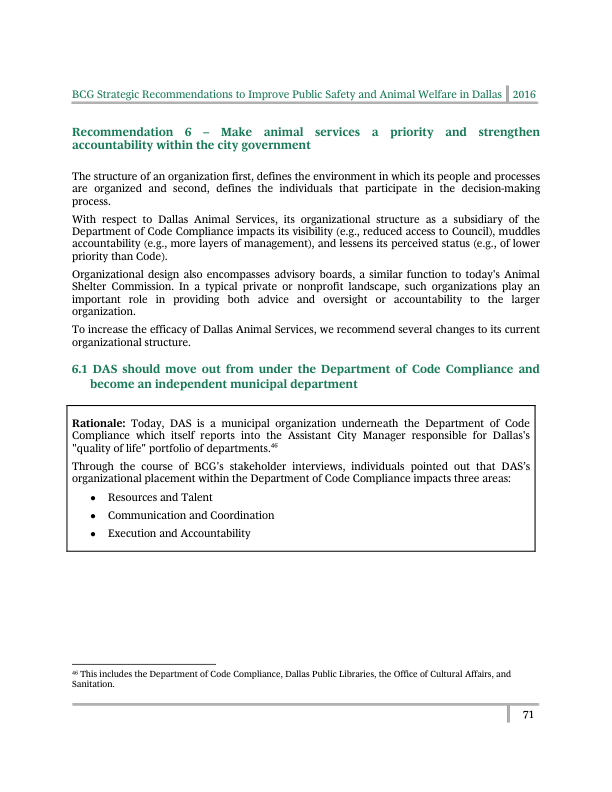 BCG Strategic Recommendations to Improve Public Safety and Animal Welfare in Dallas 2016
Recommendation 6 – Make animal services a priority and strengthen
accountability within the city government
The structure of an organization first, defines the environment in which its people and processes
are organized and second, defines the individuals that participate in the decision-making
process.
With respect to Dallas Animal Services, its organizational structure as a subsidiary of the
Department of Code Compliance impacts its visibility (e.g., reduced access to Council), muddles
accountability (e.g., more layers of management), and lessens its perceived status (e.g., of lower
priority than Code).
Organizational design also encompasses advisory boards, a similar function to today's Animal
Shelter Commission. In a typical private or nonprofit landscape, such organizations play an
important role in providing both advice and oversight or accountability to the larger
organization.
To increase the efficacy of Dallas Animal Services, we recommend several changes to its current
organizational structure.
6.1 DAS should move out from under the Department of Code Compliance and
become an independent municipal department
Rationale: Today, DAS is a municipal organization underneath the Department of Code
Compliance which itself reports into the Assistant City Manager responsible for Dallas's
"quality of life" portfolio of departments.46
Through the course of BCG's stakeholder interviews, individuals pointed out that DAS's
organizational placement within the Department of Code Compliance impacts three areas:
• Resources and Talent
• Communication and Coordination
• Execution and Accountability
46 This includes the Department of Code Compliance, Dallas Public Libraries, the Office of Cultural Affairs, and
Sanitation.
71